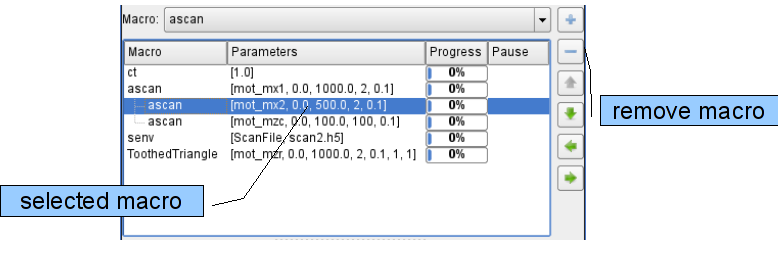 Macro: ascan
Macro Parameters Progress Pause
ct [1.0] 0%
ascan [mot_mx1, 0.0, 1000.0, 2, 0.1] 0%
ascan [mot_mx2, 0.0, 500.0, 2, 0.1] 0%
ascan [mot_mzc, 0.0, 100.0, 100, 0.1] 0%
senv [ScanFile, scan2.h5] 0%
ToothedTriangle [mot_mzr, 0.0, 1000.0, 2, 0.1, 1, 1] 0%
remove macro
selected macro